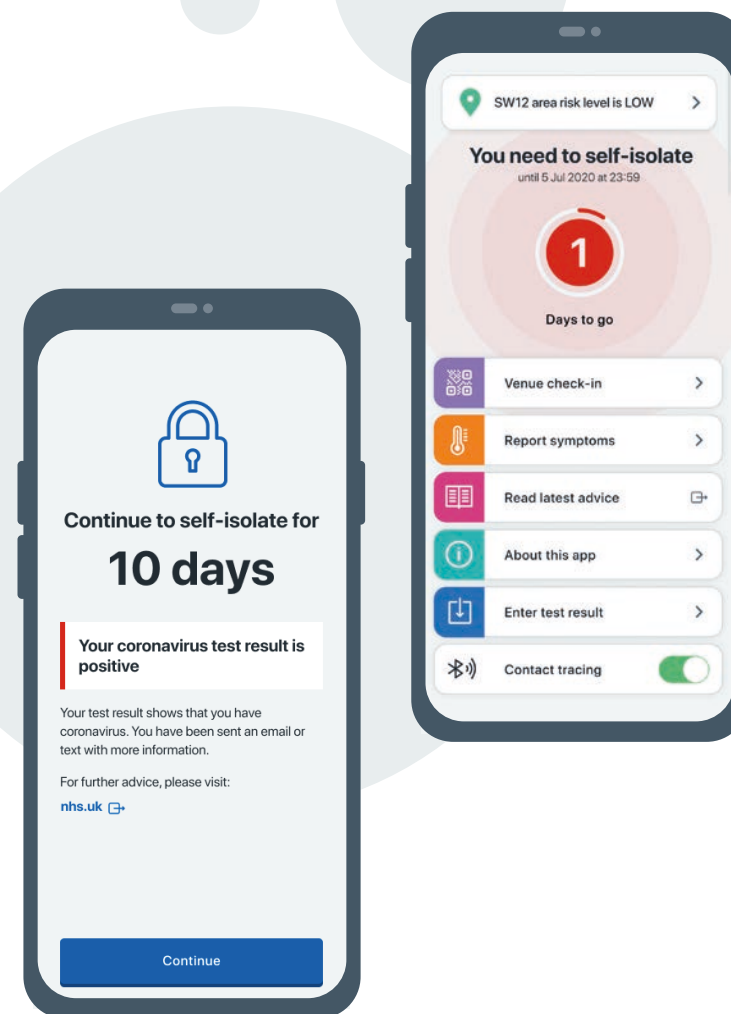 SW12 area risk level is LOW
You need to self-isolate
until 5 Jul 2020 at 23:59
1
Days to go
Venue check-in
Report symptoms
Read latest advice
About this app
Enter test result
Contact tracing
Continue to self-isolate for
10 days
Your coronavirus test result is
positive
Your test result shows that you have
coronavirus. You have been sent an email or
text with more information.
For further advice, please visit:
nhs.uk
Continue